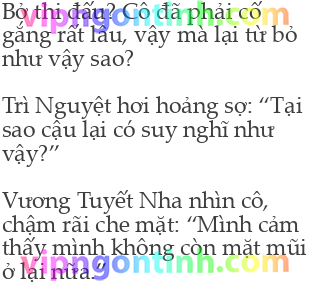 Bỏ thi đấu? Cô đã phải cố
gắng rất lâu, vậy mà lại từ bỏ
như vậy sao?
Trì Nguyệt hơi hoảng sợ: “Tại
sao cậu lại có suy nghĩ như
vậy?”
Vương Tuyết Nha nhìn cô,
chậm rãi che mặt: “Mình cảm
thấy mình không còn mặt mũi
ở lại nữa.”
vipngontinh.com
vipngontinh.com